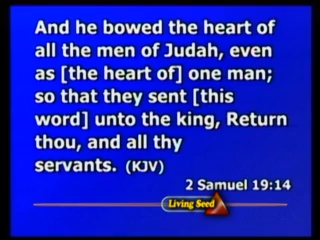 And he bowed the heart of
all the men of Judah, even
as [the heart of] one man;
so that they sent [this
word] unto the king, Return
thou, and all thy
servants. (KJV)
2 Samuel 19:14
Living Seed